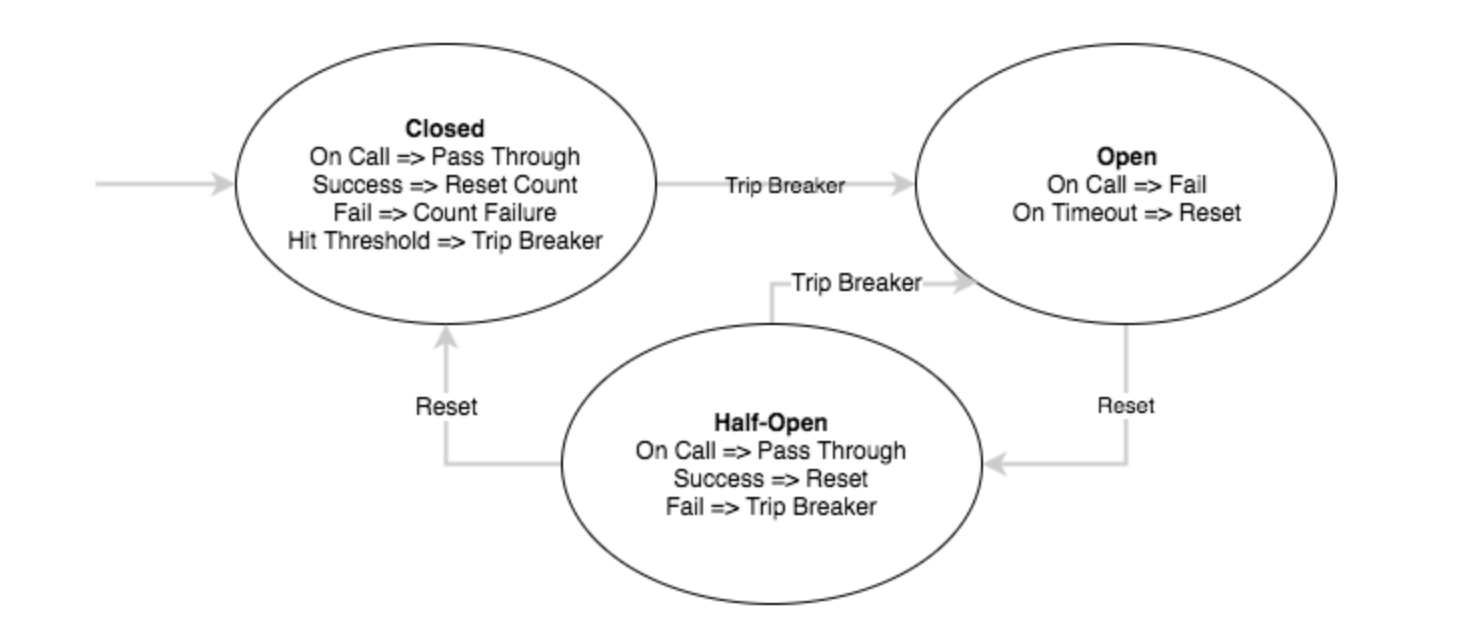 Closed
On Call => Pass Through
Success => Reset Count
Fail => Count Failure
Hit Threshold => Trip Breaker
Trip Breaker
Open
On Call => Fail
On Timeout => Reset
Trip Breaker
Reset
Reset
Half-Open
On Call => Pass Through
Success => Reset
Fail => Trip Breaker